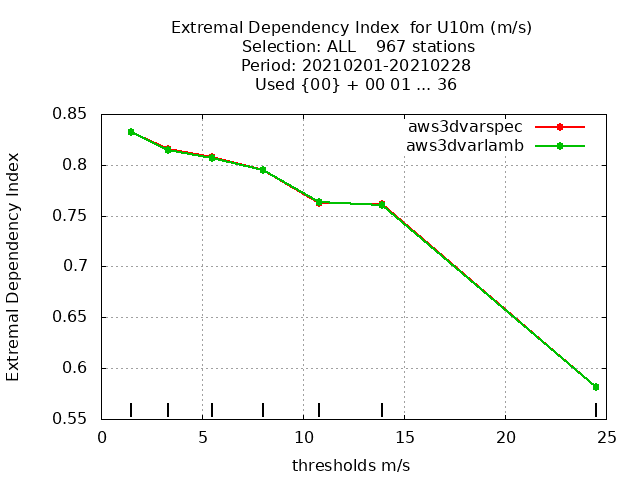 Extremal Dependency Index  for U10m (m/s)
Selection: ALL    967 stations
Period: 20210201-20210228
Used {00} + 00 01 ... 36
aws3dvarspec
aws3dvarlamb
Extremal Dependency Index
0.85
0.8
0.75
0.7
0.65
0.6
0.55
0 5 10 15 20 25
thresholds m/s